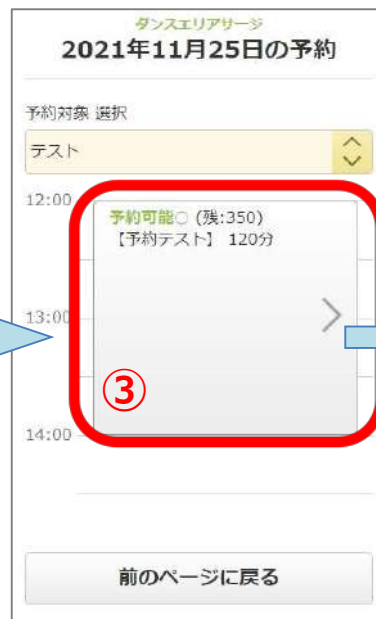 ダンスエリアサージ
2021年11月25日の予約
予約対象 選択
テスト
12:00
予約可能○ (残:350)
【予約テスト】 120分
13:00
③
14:00
前のページに戻る